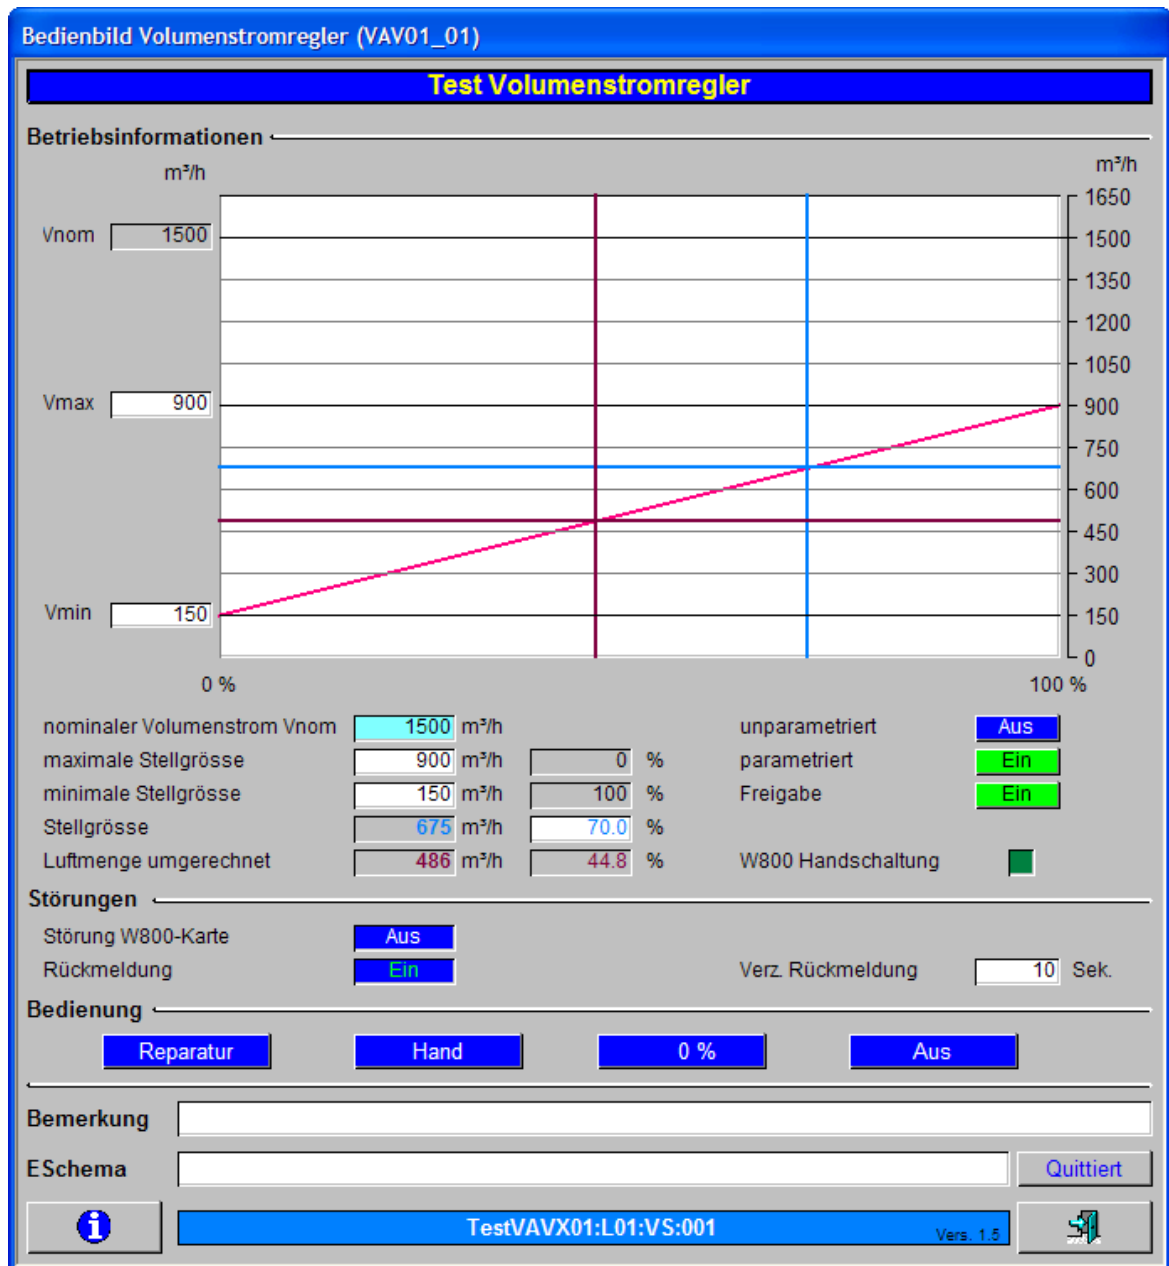 Bedienbild Volumenstromregler (VAV01_01)
Test Volumenstromregler
Betriebsinformationen
m³/h m³/h
1650
Vnom 1500 1500
1350
1200
1050
Vmax 900 900
750
600
450
300
Vmin 150 150
0
0 % 100 %
nominaler Volumenstrom Vnom 1500 m³/h unparametriert Aus
maximale Stellgrösse 900 m³/h 0 % parametriert Ein
minimale Stellgrösse 150 m³/h 100 % Freigabe Ein
Stellgrösse 675 m³/h 70.0 %
Luftmenge umgerechnet 486 m³/h 44.8 % W800 Handschaltung
Störungen
Störung W800-Karte Aus
Rückmeldung Ein Verz. Rückmeldung 10 Sek.
Bedienung
Reparatur Hand 0 % Aus
Bemerkung
ESchema Quittiert
TestVAVX01:L01:VS:001 Vers. 1.5